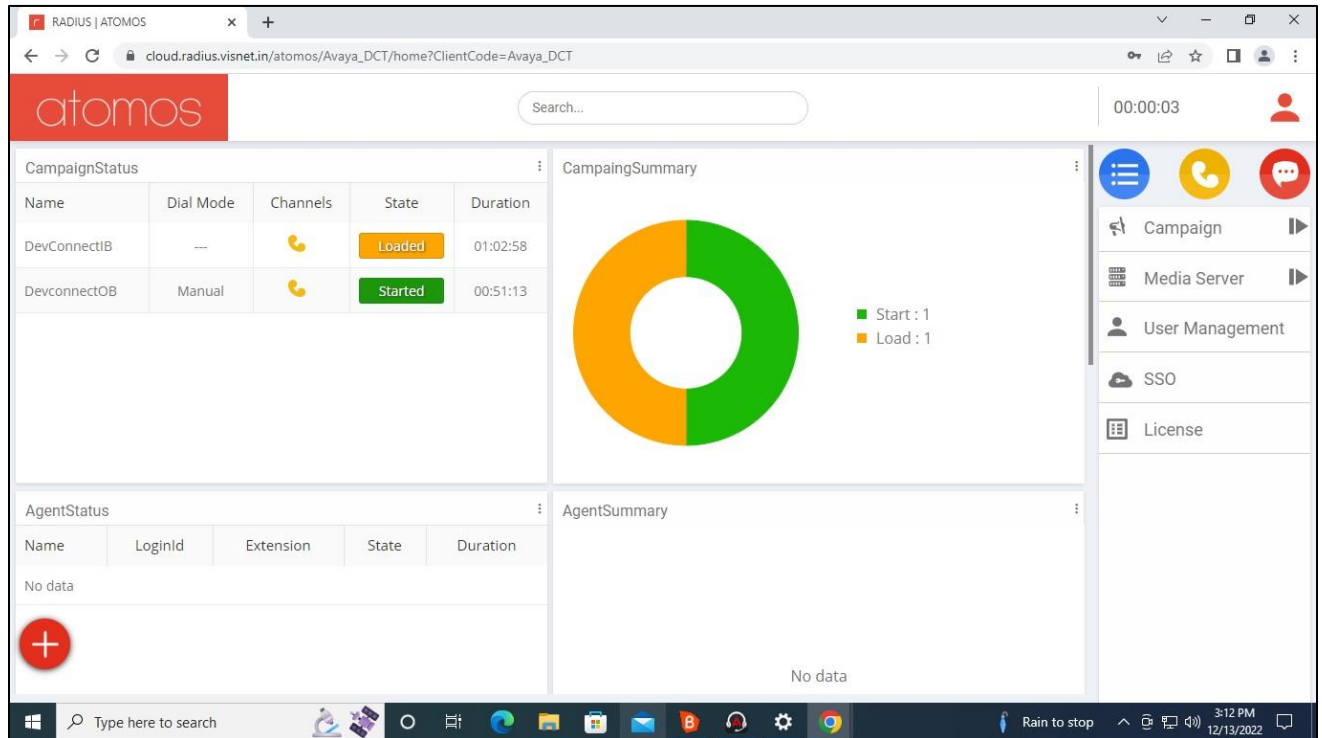 RADIUS | ATOMOS
cloud.radius.visnet.in/atomos/Avaya_DCT/home?ClientCode=Avaya_DCT
atomos
Search...
00:00:03
CampaignStatus
Name Dial Mode Channels State Duration
DevConnectIB --- Loaded 01:02:58
DevconnectOB Manual Started 00:51:13
CampaingSummary
Start : 1
Load : 1
Campaign
Media Server
User Management
SSO
License
AgentStatus
Name LoginId Extension State Duration
No data
AgentSummary
No data
Type here to search
B
Rain to stop
3:12 PM
12/13/2022